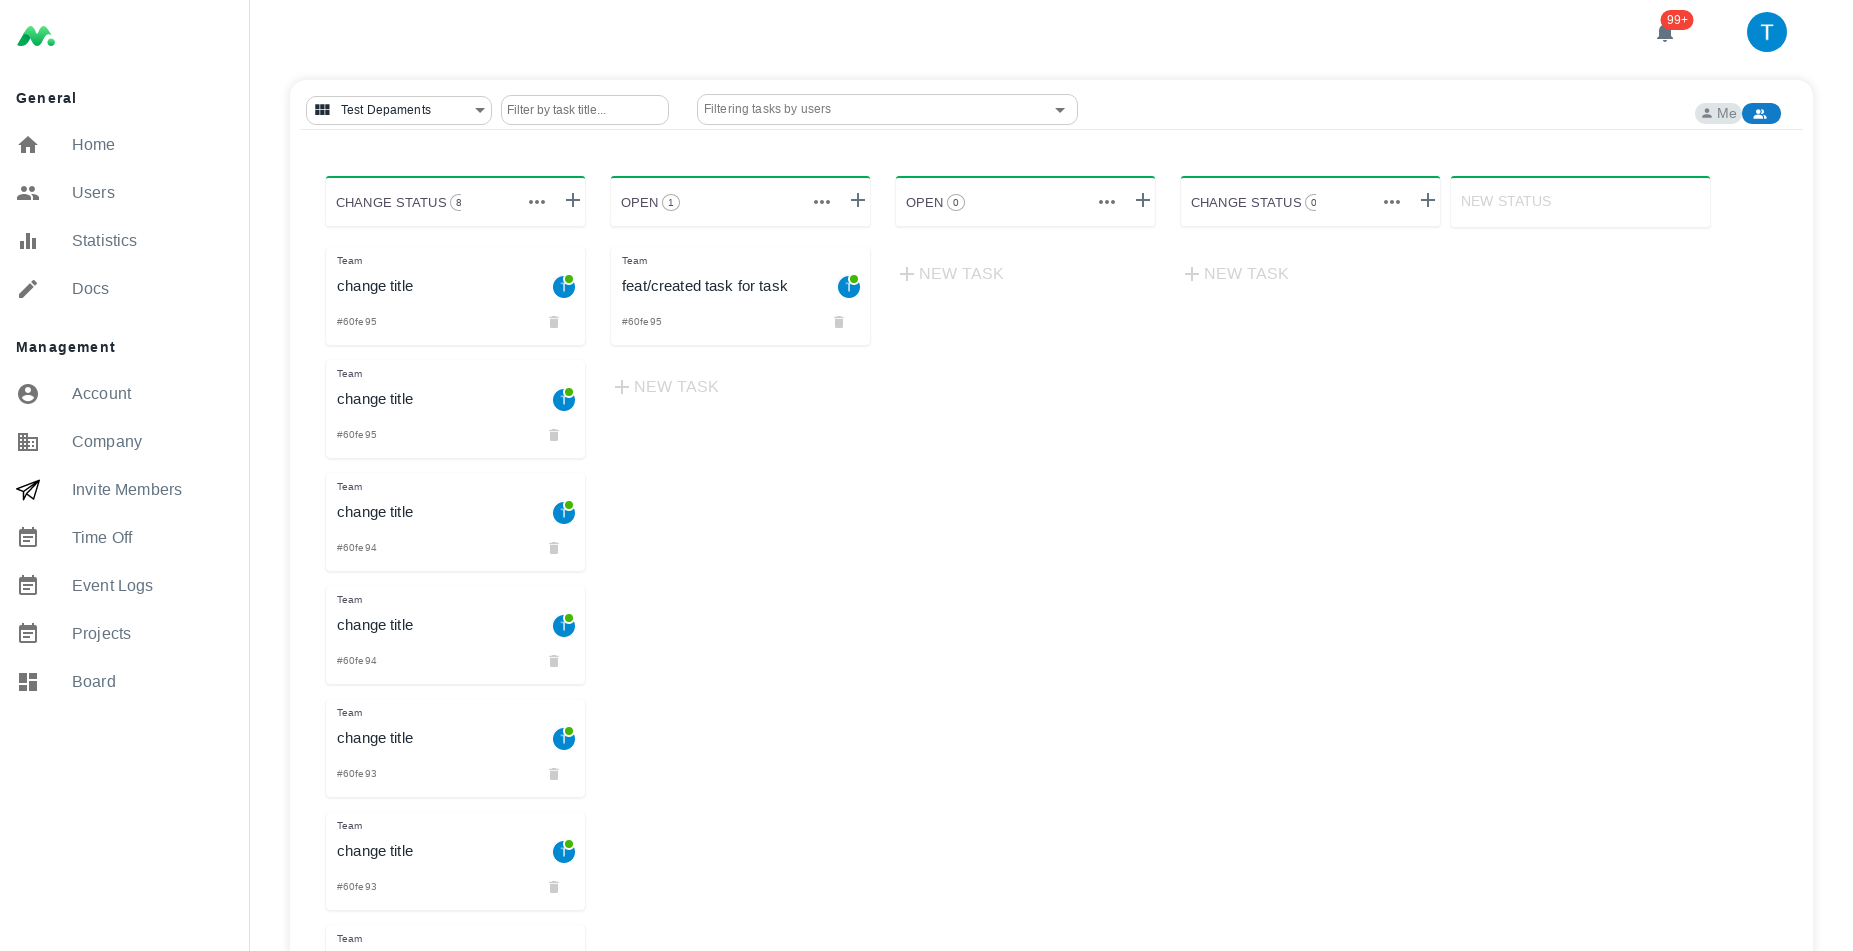 99+
T
General
Home
Users
Statistics
Docs
Management
Account
Company
Invite Members
Time Off
Event Logs
Projects
Board
Test Depaments
Filter by task title...
Filtering tasks by users
Me
CHANGE STATUS 8
OPEN 1
OPEN 0
CHANGE STATUS 0
NEW STATUS
Team
change title
T
#60fe95
Team
change title
T
#60fe95
Team
change title
T
#60fe94
Team
change title
T
#60fe94
Team
change title
T
#60fe93
Team
change title
T
#60fe93
Team
Team
feat/created task for task
T
#60fe95
NEW TASK
NEW TASK
NEW TASK